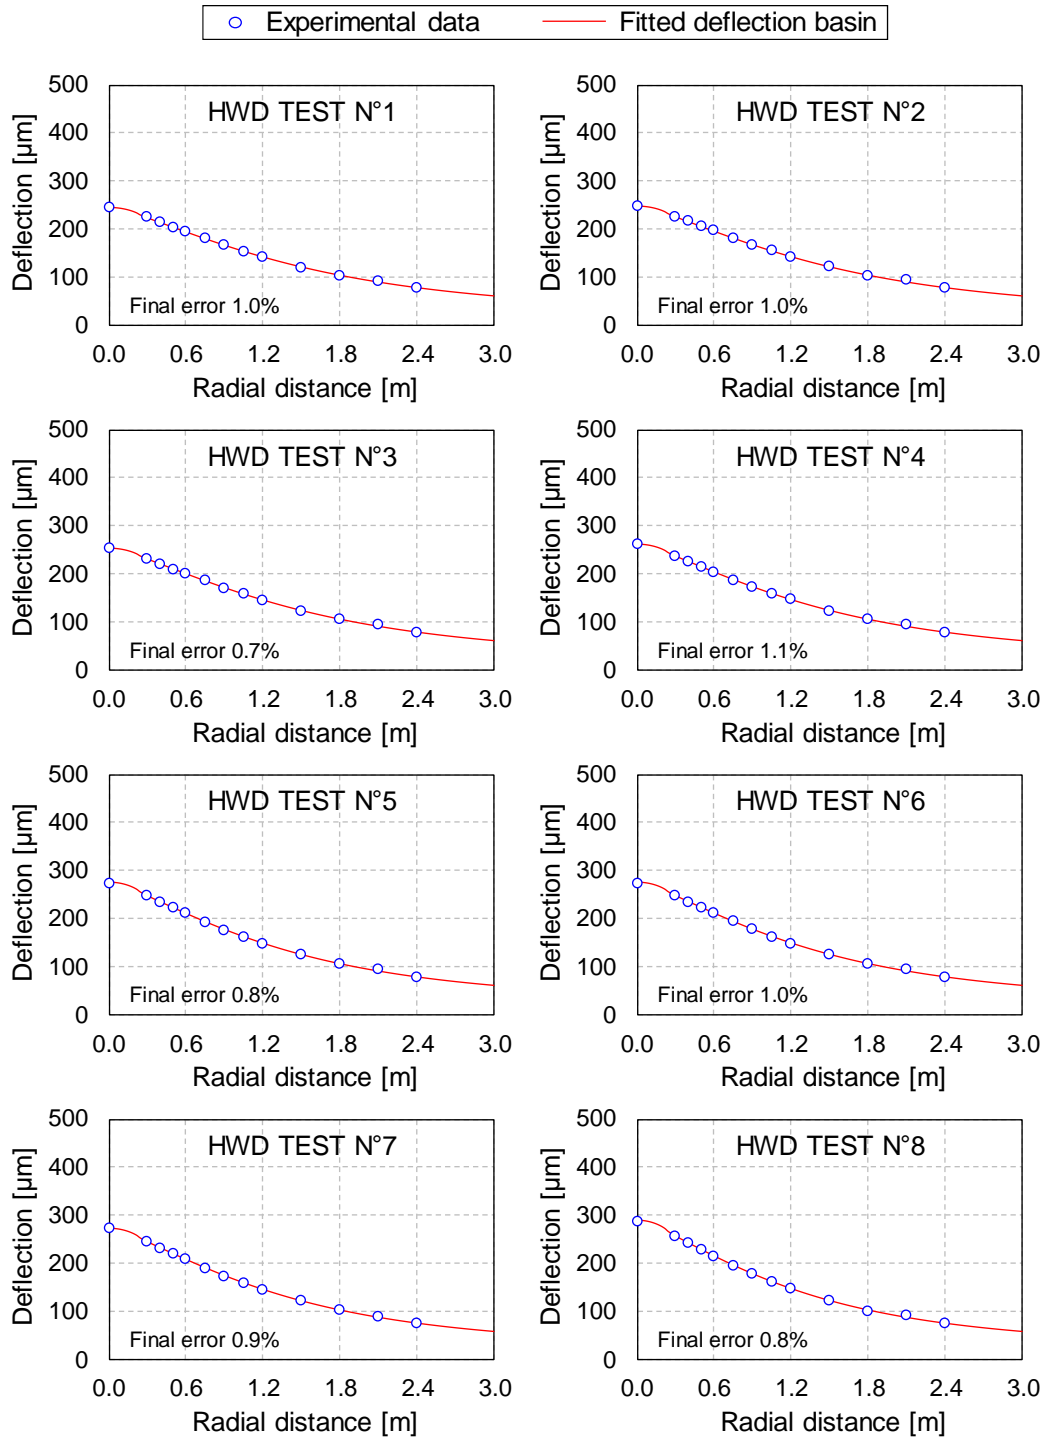 Experimental data Fitted deflection basin
HWD TEST N°1
Deflection [µm]
500
400
300
200
100
0
Final error 1.0%
0.0 0.6 1.2 1.8 2.4 3.0
Radial distance [m]
HWD TEST N°2
Deflection [µm]
500
400
300
200
100
0
Final error 1.0%
0.0 0.6 1.2 1.8 2.4 3.0
Radial distance [m]
HWD TEST N°3
Deflection [µm]
500
400
300
200
100
0
Final error 0.7%
0.0 0.6 1.2 1.8 2.4 3.0
Radial distance [m]
HWD TEST N°4
Deflection [µm]
500
400
300
200
100
0
Final error 1.1%
0.0 0.6 1.2 1.8 2.4 3.0
Radial distance [m]
HWD TEST N°5
Deflection [µm]
500
400
300
200
100
0
Final error 0.8%
0.0 0.6 1.2 1.8 2.4 3.0
Radial distance [m]
HWD TEST N°6
Deflection [µm]
500
400
300
200
100
0
Final error 1.0%
0.0 0.6 1.2 1.8 2.4 3.0
Radial distance [m]
HWD TEST N°7
Deflection [µm]
500
400
300
200
100
0
Final error 0.9%
0.0 0.6 1.2 1.8 2.4 3.0
Radial distance [m]
HWD TEST N°8
Deflection [µm]
500
400
300
200
100
0
Final error 0.8%
0.0 0.6 1.2 1.8 2.4 3.0
Radial distance [m]